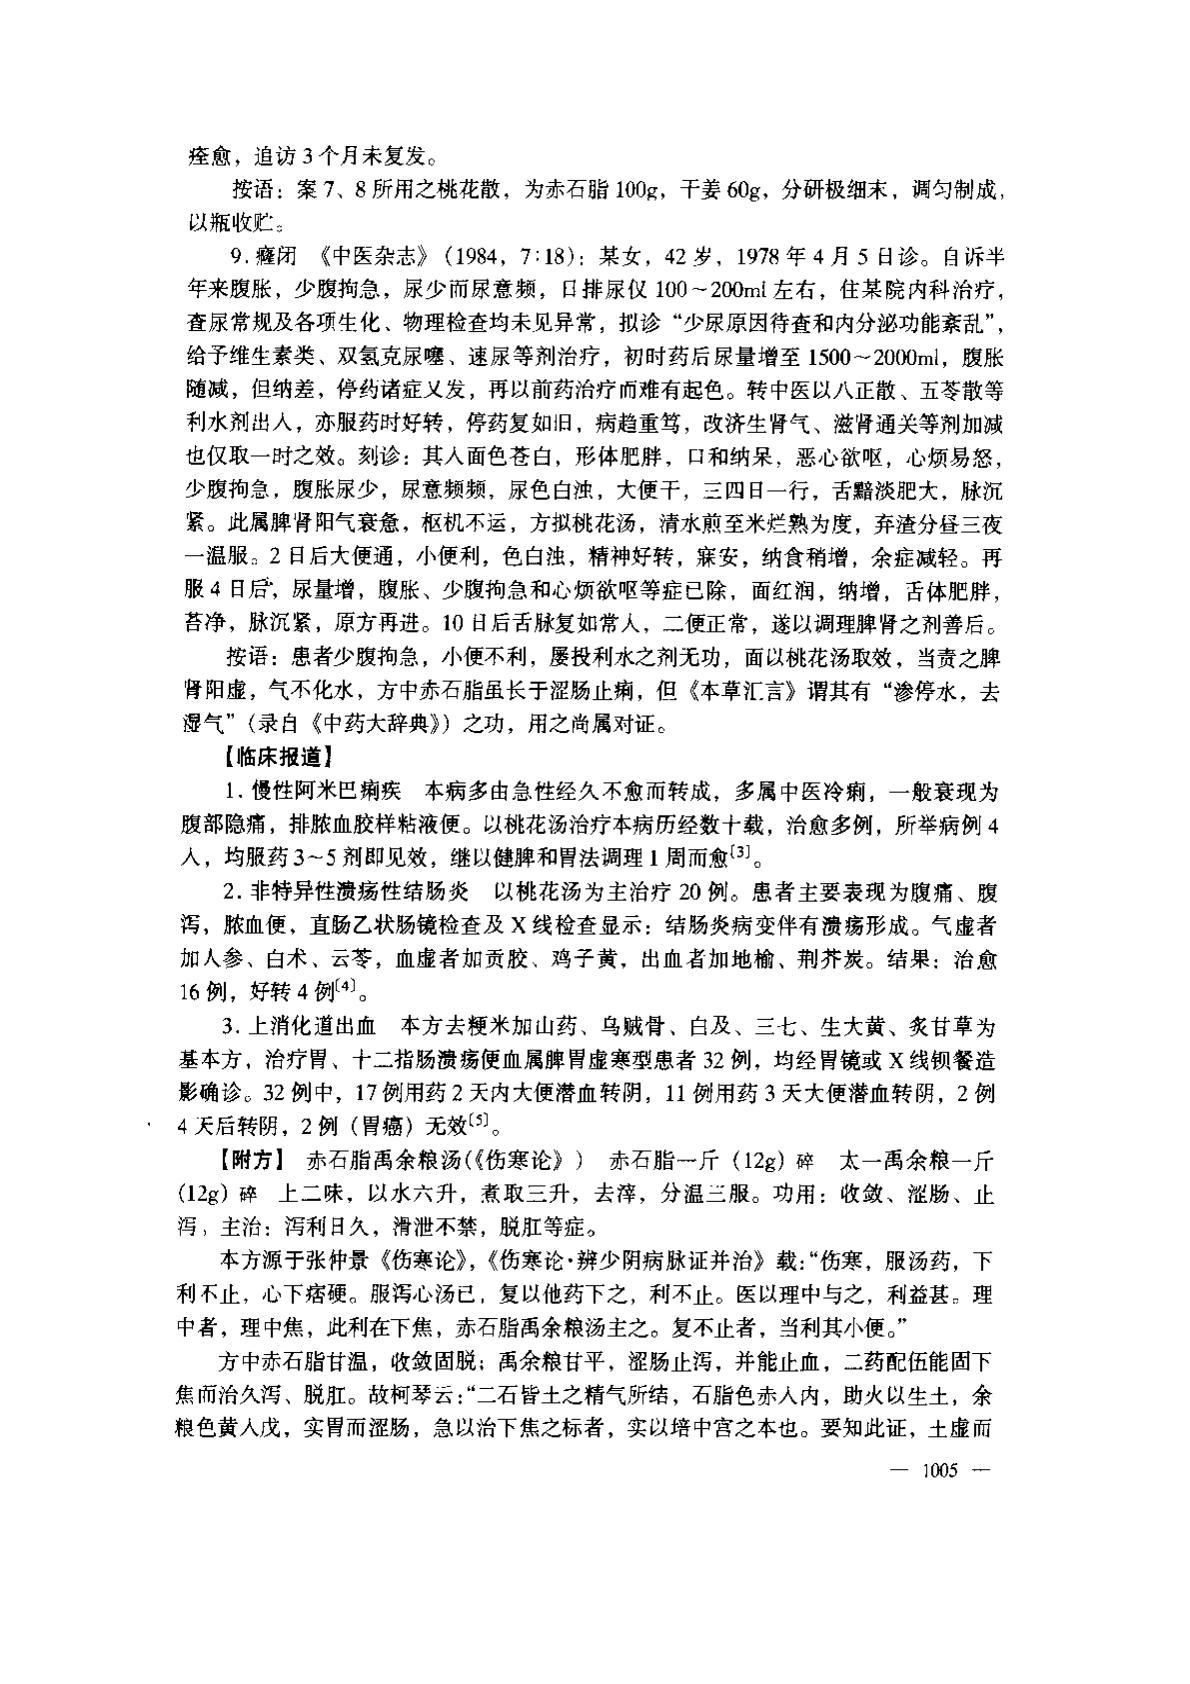 痊愈，追访3个月未复发。
按语：案7、8所用之桃花散，为赤石脂100g，干姜60g，分研极细末，调匀制成，
以瓶收贮。
9.癃闭　《中医杂志》（1984，7∶18）：某女，42岁，1978年4月5日诊。自诉半
年来腹胀，少腹拘急，尿少而尿意频，日排尿仅100～200ml左右，住某院内科治疗，
查尿常规及各项生化、物理检查均未见异常，拟诊“少尿原因待查和内分泌功能紊乱”，
给予维生素类、双氢克尿噻、速尿等剂治疗，初时药后尿量增至1500～2000ml，腹胀
随减，但纳差，停药诸症又发，再以前药治疗而难有起色。转中医以八正散、五苓散等
利水剂出入，亦服药时好转，停药复如旧，病趋重笃，改济生肾气、滋肾通关等剂加减
也仅取一时之效。刻诊：其人面色苍白，形体肥胖，口和纳呆，恶心欲呕，心烦易怒，
少腹拘急，腹胀尿少，尿意频频，尿色白浊，大便干，三四日一行，舌黯淡肥大，脉沉
紧。此属脾肾阳气衰惫，枢机不运，方拟桃花汤，清水煎至米烂熟为度，弃渣分昼三夜
一温服。2日后大便通，小便利，色白浊，精神好转，寐安，纳食稍增，余症减轻。再
服4日后，尿量增，腹胀、少腹拘急和心烦欲呕等症已除，面红润，纳增，舌体肥胖，
苔净，脉沉紧，原方再进。10日后舌脉复如常人，二便正常，遂以调理脾肾之剂善后。
按语：患者少腹拘急，小便不利，屡投利水之剂无功，面以桃花汤取效，当责之脾
肾阳虚，气不化水，方中赤石脂虽长于涩肠止痢，但《本草汇言》谓其有“渗停水，去
湿气”（录自《中药大辞典》）之功，用之尚属对证。
【临床报道】
1.慢性阿米巴痢疾　本病多由急性经久不愈而转成，多属中医冷痢，一般表现为
腹部隐痛，排脓血胶样粘液便。以桃花汤治疗本病历经数十载，治愈多例，所举病例4
人，均服药3～5剂即见效，继以健脾和胃法调理1周而愈〔3〕。
2.非特异性溃疡性结肠炎　以桃花汤为主治疗20例。患者主要表现为腹痛、腹
泻，脓血便，直肠乙状肠镜检查及X线检查显示：结肠炎病变伴有溃疡形成。气虚者
加人参、白术、云苓，血虚者加贡胶、鸡子黄，出血者加地榆、荆芥炭。结果：治愈
16例，好转4例〔4〕。
3.上消化道出血　本方去粳米加山药、乌贼骨、白及、三七、生大黄、炙甘草为
基本方，治疗胃、十二指肠溃疡便血属脾胃虚寒型患者32例，均经胃镜或X线钡餐造
影确诊。32例中，17例用药2天内大便潜血转阴，11例用药3天大便潜血转阴，2例
4天后转阴，2例（胃癌）无效〔5〕。
【附方】　赤石脂禹余粮汤（《伤寒论》）　赤石脂一斤（12g）碎　太一禹余粮一斤
（12g）碎　上二味，以水六升，煮取三升，去滓，分温三服。功用：收敛、涩肠、止
泻，主治：泻利日久，滑泄不禁，脱肛等症。
本方源于张仲景《伤寒论》，《伤寒论·辨少阴病脉证并治》载：“伤寒，服汤药，下
利不止，心下痞硬。服泻心汤已，复以他药下之，利不止。医以理中与之，利益甚。理
中者，理中焦，此利在下焦，赤石脂禹余粮汤主之。复不止者，当利其小便。”
方中赤石脂甘温，收敛固脱；禹余粮甘平，涩肠止泻，并能止血，二药配伍能固下
焦而治久泻、脱肛。故柯琴云：“二石皆土之精气所结，石脂色赤入丙，助火以生土，余
粮色黄入戊，实胃而涩肠，急以治下焦之标者，实以培中宫之本也。要知此证，土虚而
— 1005 —